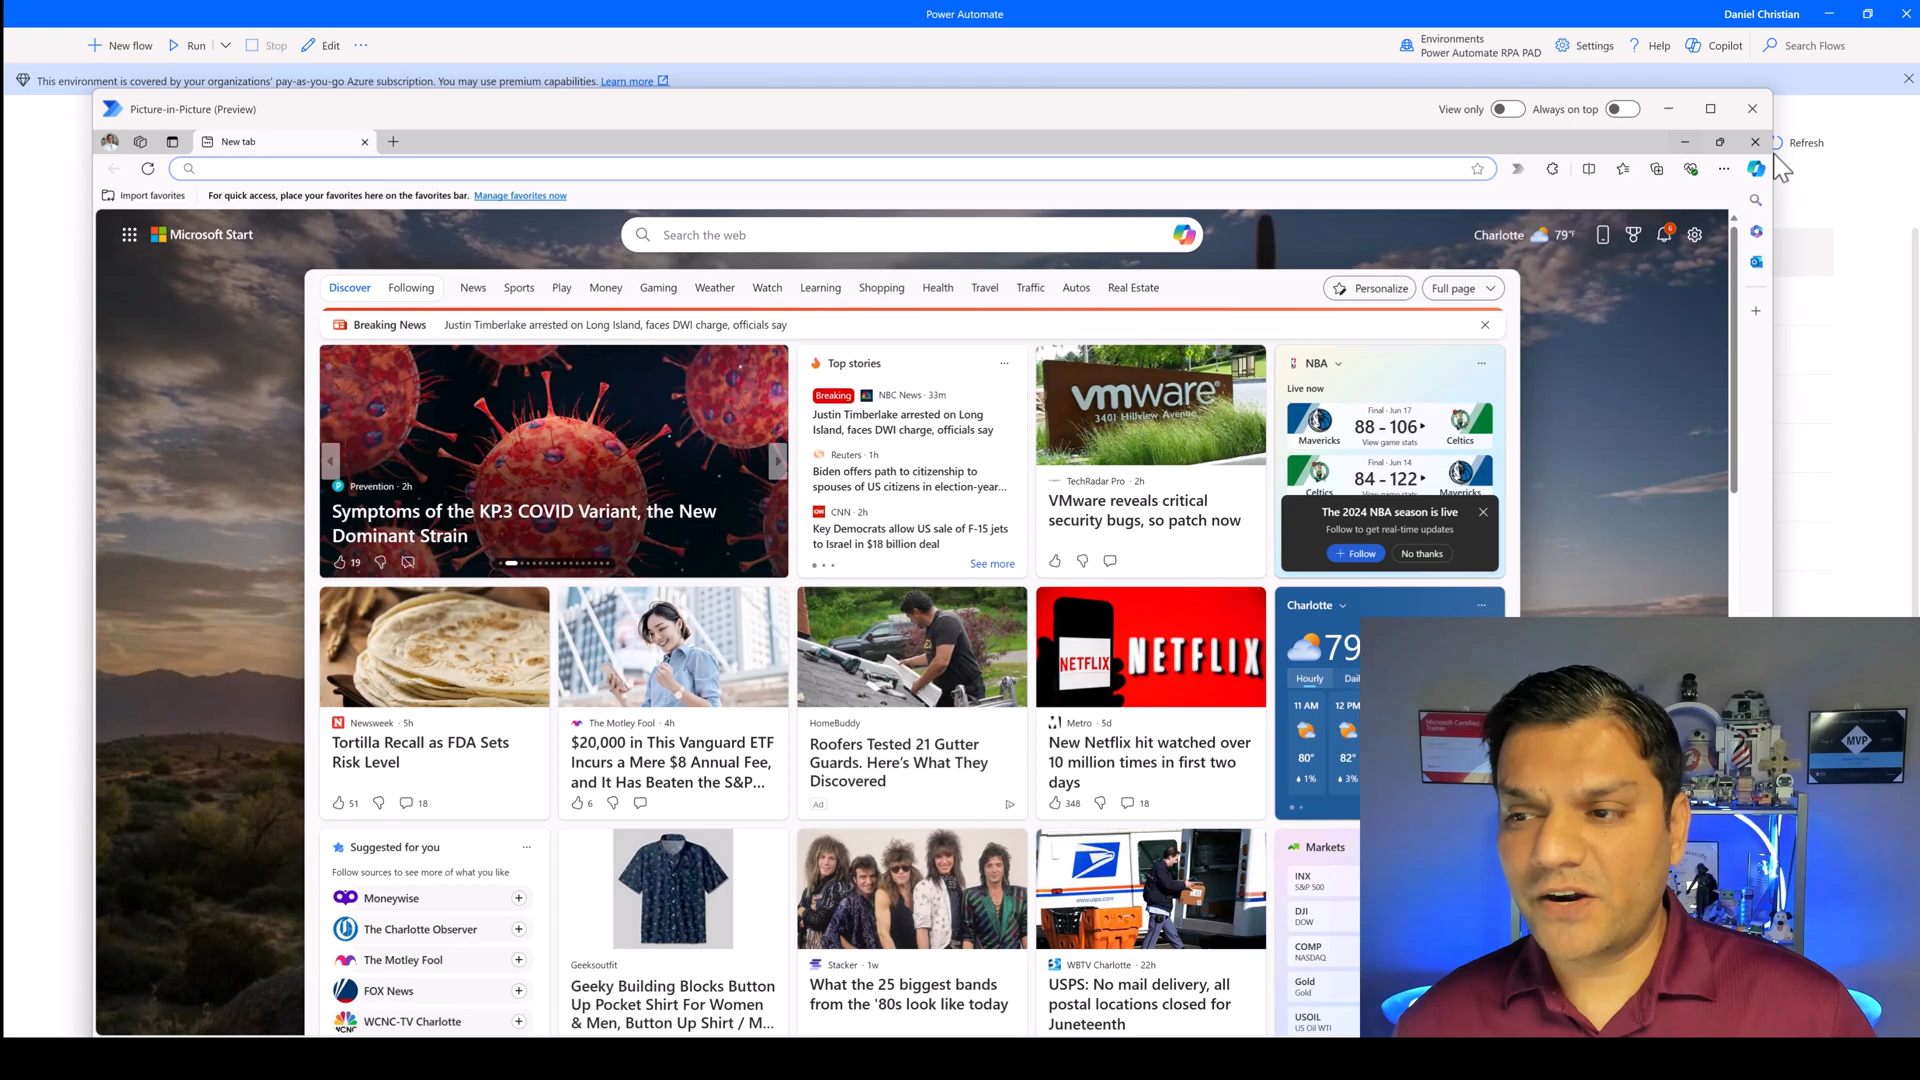 Power Automate
Daniel Christian
New flow
Run
Stop
Edit
Environments
Power Automate RPA PAD
Settings
Help
Copilot
Search Flows
This environment is covered by your organizations' pay-as-you-go Azure subscription. You may use premium capabilities. Learn more
Picture-in-Picture (Preview)
View only
Always on top
New tab
Refresh
Import favorites
For quick access, place your favorites here on the favorites bar. Manage favorites now
Microsoft Start
Search the web
Charlotte
79°F
6
Discover
Following
News
Sports
Play
Money
Gaming
Weather
Watch
Learning
Shopping
Health
Travel
Traffic
Autos
Real Estate
Personalize
Full page
Breaking News
Justin Timberlake arrested on Long Island, faces DWI charge, officials say
Prevention · 2h
Symptoms of the KP.3 COVID Variant, the New
Dominant Strain
19
Top stories
Breaking
NBC News · 33m
Justin Timberlake arrested on Long
Island, faces DWI charge, officials say
Reuters · 1h
Biden offers path to citizenship to
spouses of US citizens in election-year...
CNN · 2h
Key Democrats allow US sale of F-15 jets
to Israel in $18 billion deal
See more
vmware
3401 Hillview Avenue
TechRadar Pro · 2h
VMware reveals critical
security bugs, so patch now
NBA
Live now
Final · Jun 17
88 - 106
Mavericks
View game stats
Celtics
Final · Jun 14
84 - 122
Celtics
View game stats
Mavericks
The 2024 NBA season is live
Follow to get real-time updates
Follow
No thanks
Newsweek · 5h
Tortilla Recall as FDA Sets
Risk Level
51
18
The Motley Fool · 4h
$20,000 in This Vanguard ETF
Incurs a Mere $8 Annual Fee,
and It Has Beaten the S&P...
6
HomeBuddy
Roofers Tested 21 Gutter
Guards. Here's What They
Discovered
Ad
NETFLIX
NETFLIX
Metro · 5d
New Netflix hit watched over
10 million times in first two
days
348
18
Charlotte
79
Hourly
Dail
11 AM
12 PM
80°
82°
1%
3%
Suggested for you
Follow sources to see more of what you like
Moneywise
The Charlotte Observer
The Motley Fool
FOX News
WCNC
WCNC-TV Charlotte
Geeksoutfit
Geeky Building Blocks Button
Up Pocket Shirt For Women
& Men, Button Up Shirt / M...
Stacker · 1w
What the 25 biggest bands
from the '80s look like today
WBTV Charlotte · 22h
USPS: No mail delivery, all
postal locations closed for
Juneteenth
Markets
INX
S&P 500
DJI
DOW
COMP
NASDAQ
Gold
Gold
USOIL
US Oil WTI
Microsoft Certified
Trainer
MVP